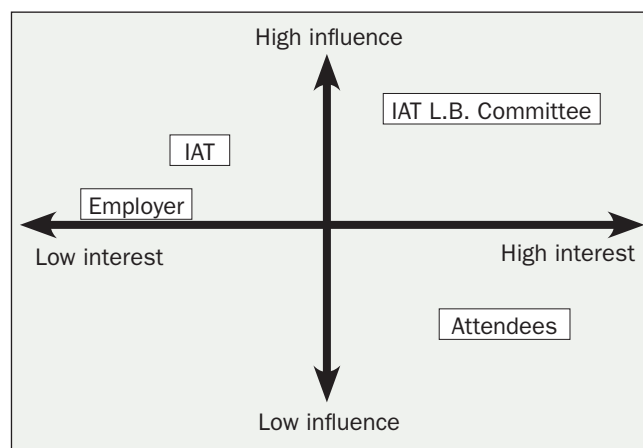 High influence
IAT L.B. Committee
IAT
Employer
Low interest
High interest
Attendees
Low influence